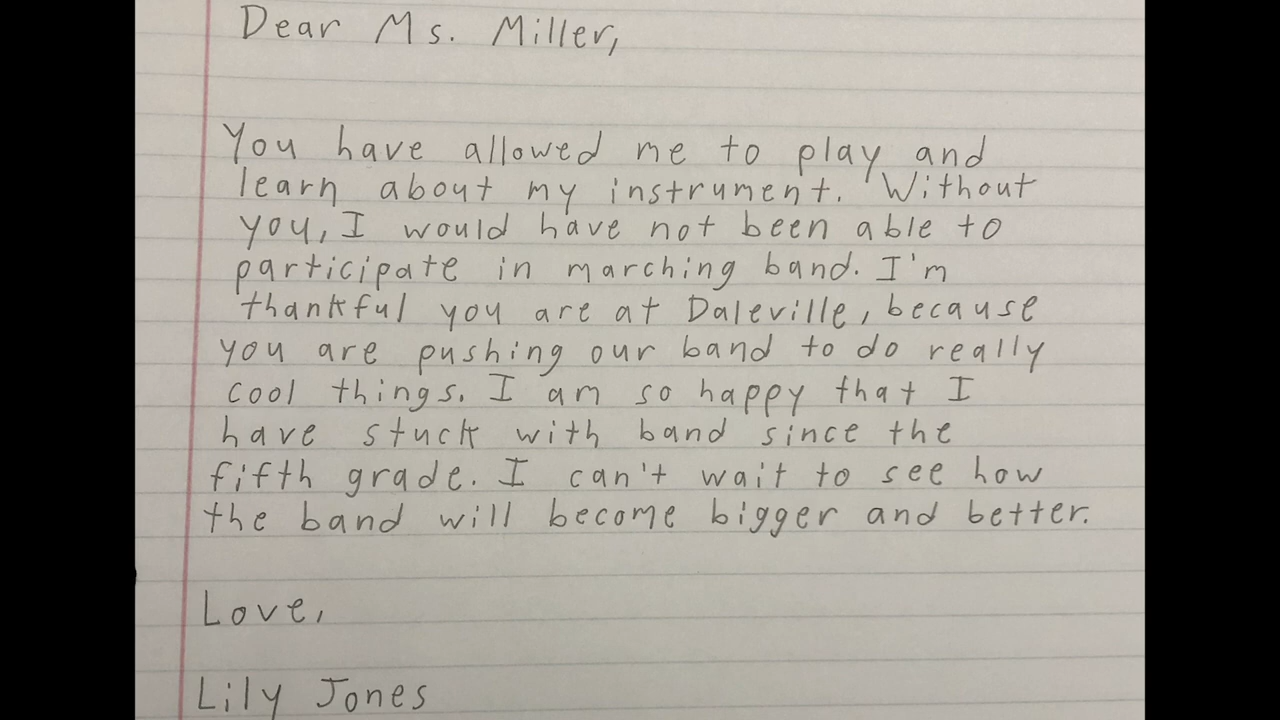 Dear Ms. Miller,
You have allowed me to play and
learn about my instrument. Without
you, I would have not been able to
participate in marching band. I'm
thankful you are at Daleville, because
you are pushing our band to do really
cool things. I am so happy that I
have stuck with band since the
fifth grade. I can't wait to see how
the band will become bigger and better.
Love,
Lily Jones